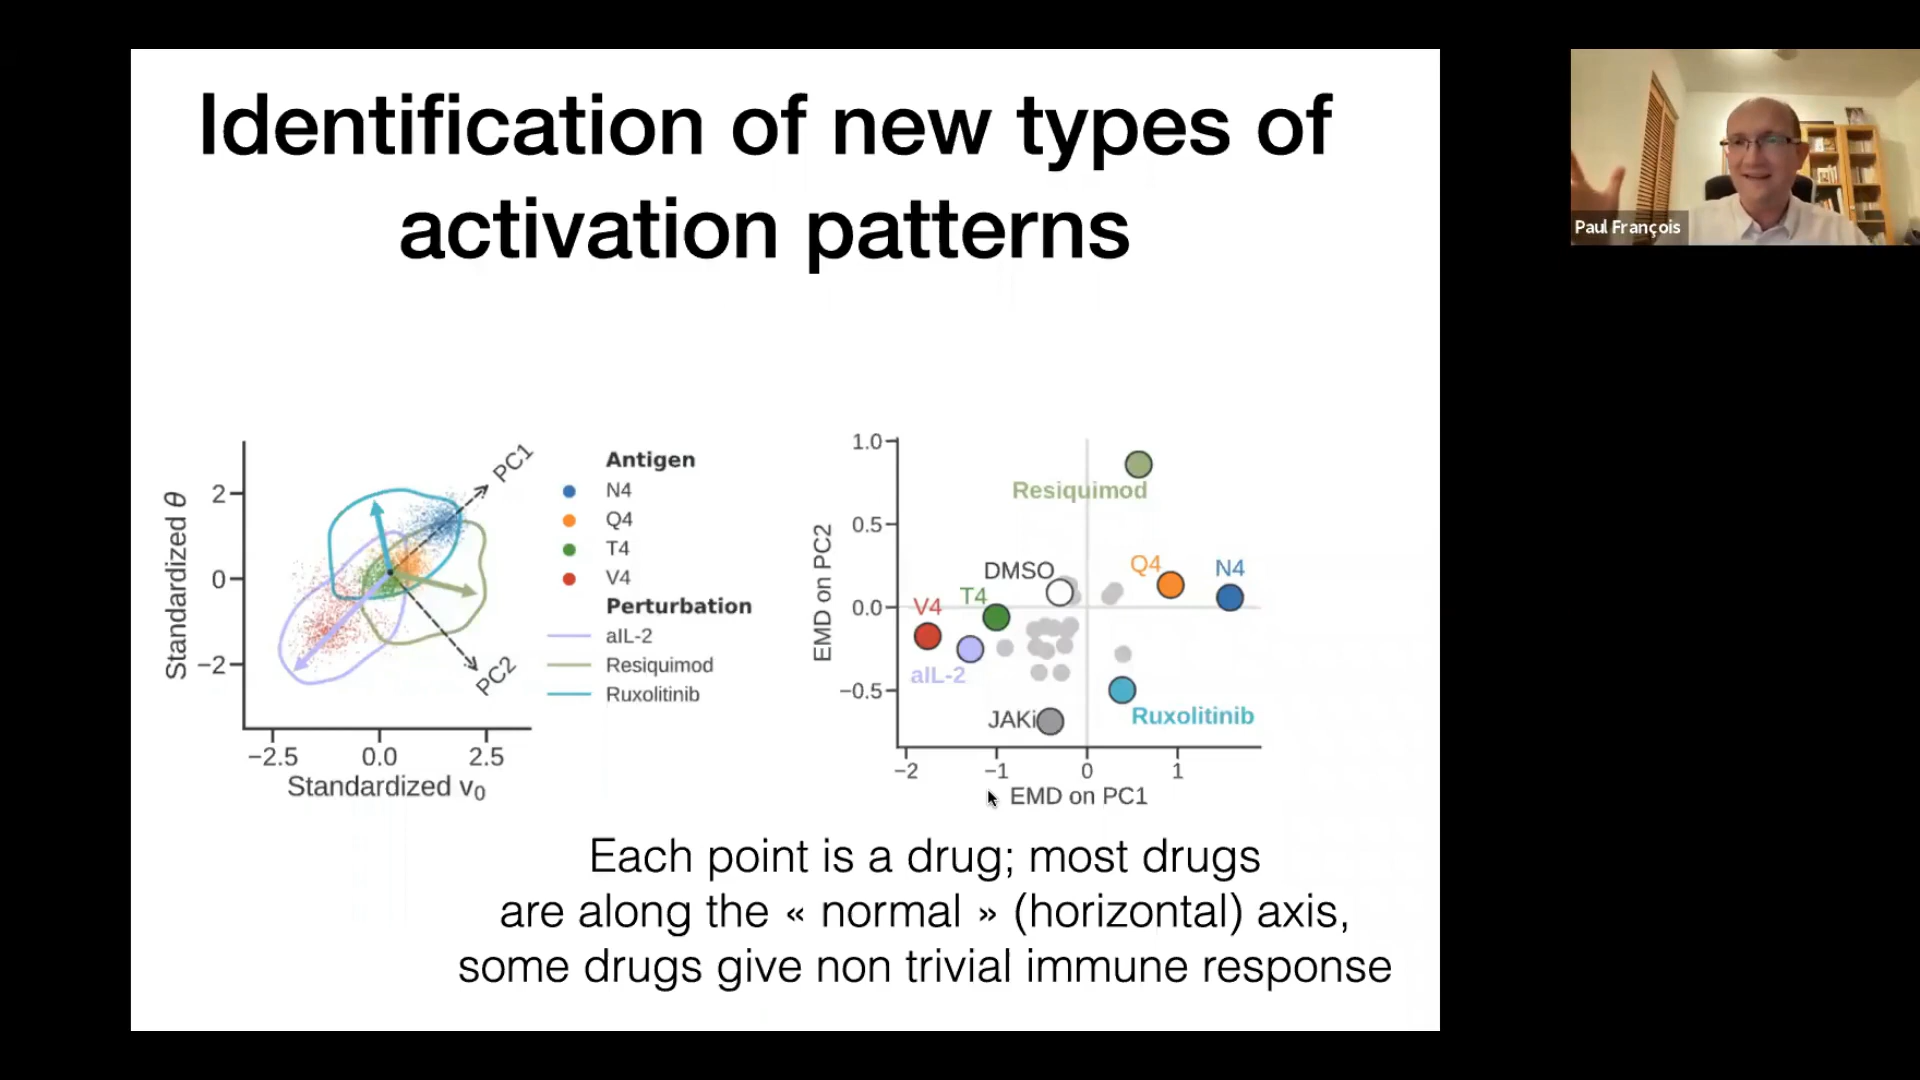 Identification of new types of
activation patterns
Paul François
Standardized θ
2
0
−2
−2.5
0.0
2.5
Standardized v0
PC1
PC2
Antigen
N4
Q4
T4
V4
Perturbation
aIL-2
Resiquimod
Ruxolitinib
EMD on PC2
1.0
0.5
0.0
−0.5
Resiquimod
DMSO
Q4
N4
V4
T4
aIL-2
JAKi
Ruxolitinib
−2
−1
0
1
EMD on PC1
Each point is a drug; most drugs
are along the « normal » (horizontal) axis,
some drugs give non trivial immune response